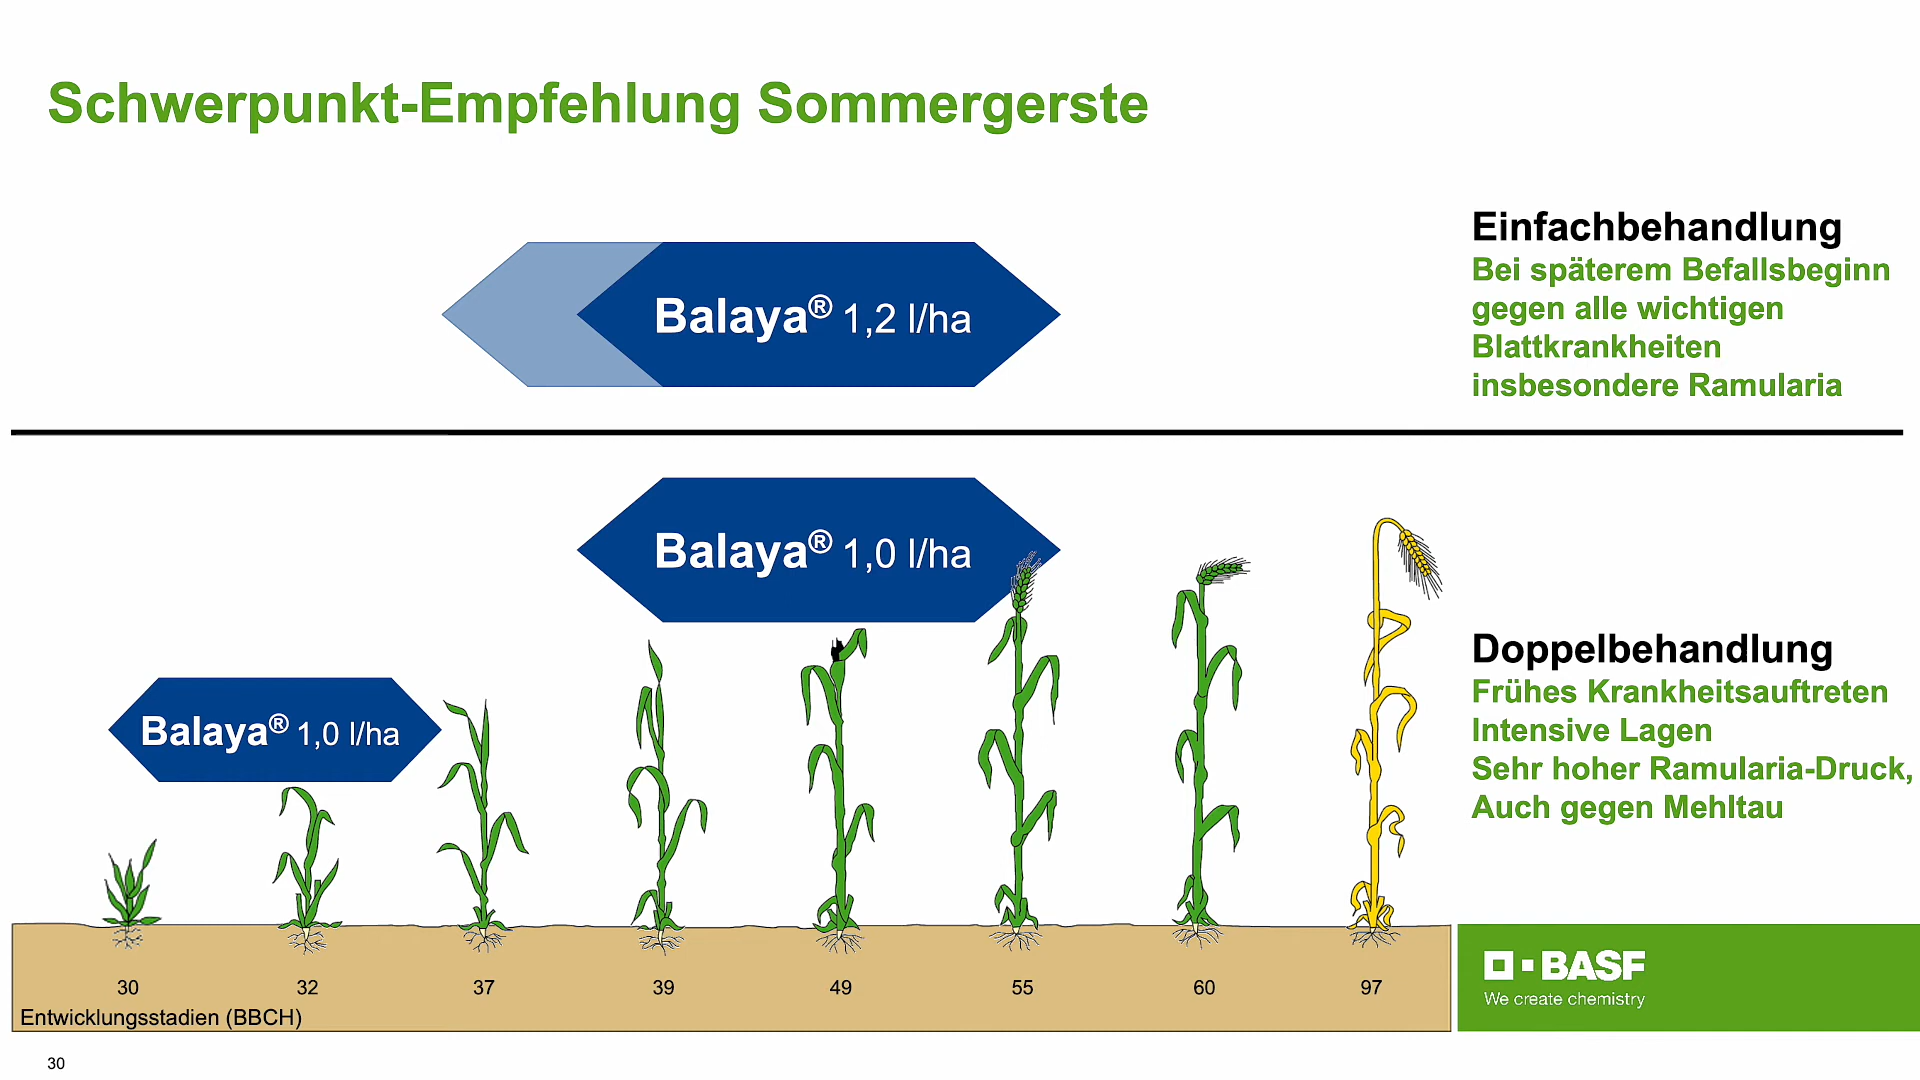 Schwerpunkt-Empfehlung Sommergerste
Balaya® 1,2 l/ha
Einfachbehandlung
Bei späterem Befallsbeginn
gegen alle wichtigen
Blattkrankheiten
insbesondere Ramularia
Balaya® 1,0 l/ha
Balaya® 1,0 l/ha
Doppelbehandlung
Frühes Krankheitsauftreten
Intensive Lagen
Sehr hoher Ramularia-Druck,
Auch gegen Mehltau
30 32 37 39 49 55 60 97
Entwicklungsstadien (BBCH)
BASF
We create chemistry
30